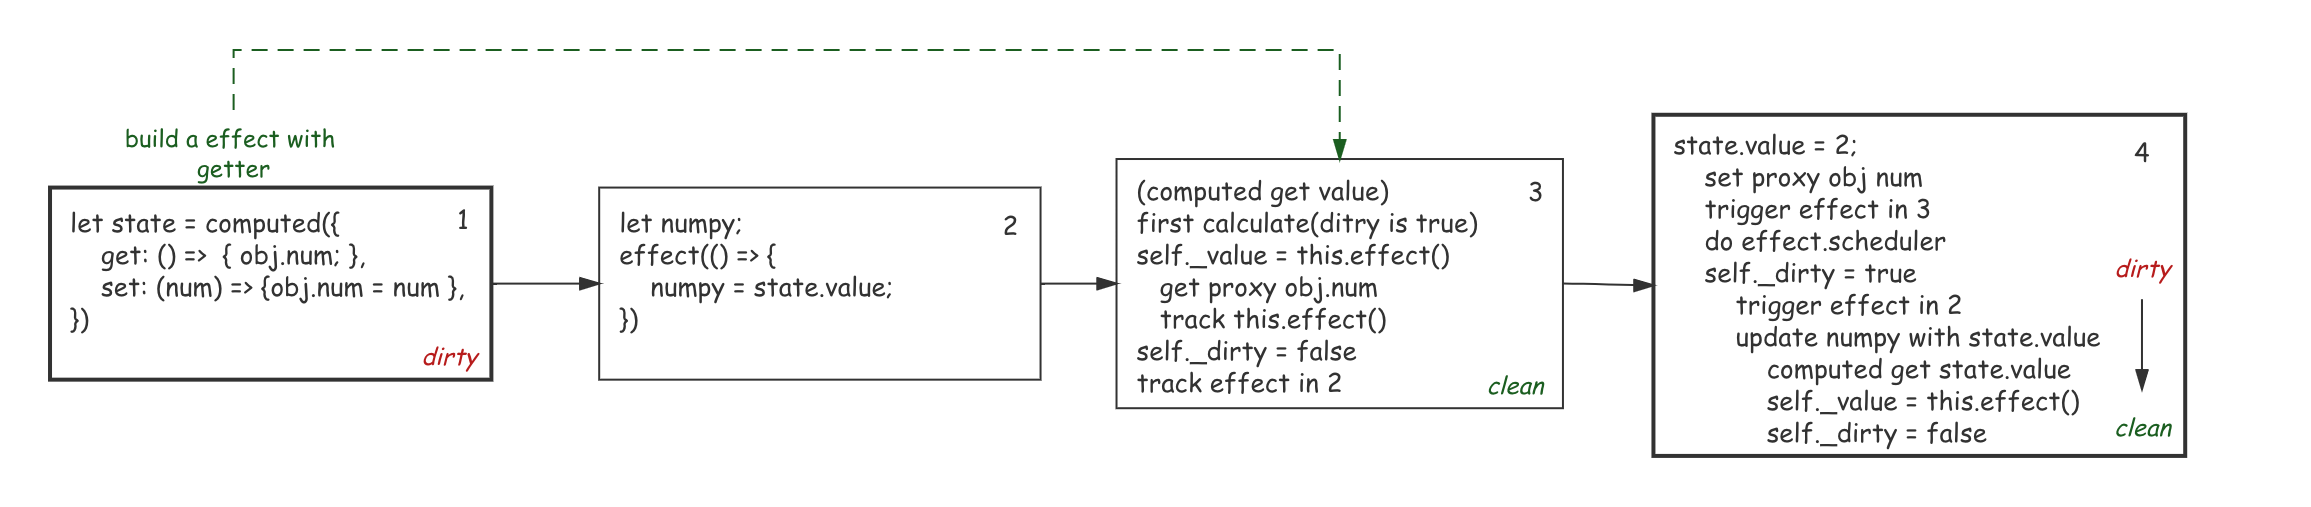 build a effect with
getter
let state = computed({
get: () => { obj.num; },
set: (num) => {obj.num = num },
})
1
dirty
let numpy;
effect(() => {
numpy = state.value;
})
2
(computed get value)
first calculate(ditry is true)
self._value = this.effect()
get proxy obj.num
track this.effect()
self._dirty = false
track effect in 2
3
clean
state.value = 2;
set proxy obj num
trigger effect in 3
do effect.scheduler
self._dirty = true
trigger effect in 2
update numpy with state.value
computed get state.value
self._value = this.effect()
self._dirty = false
4
dirty
clean